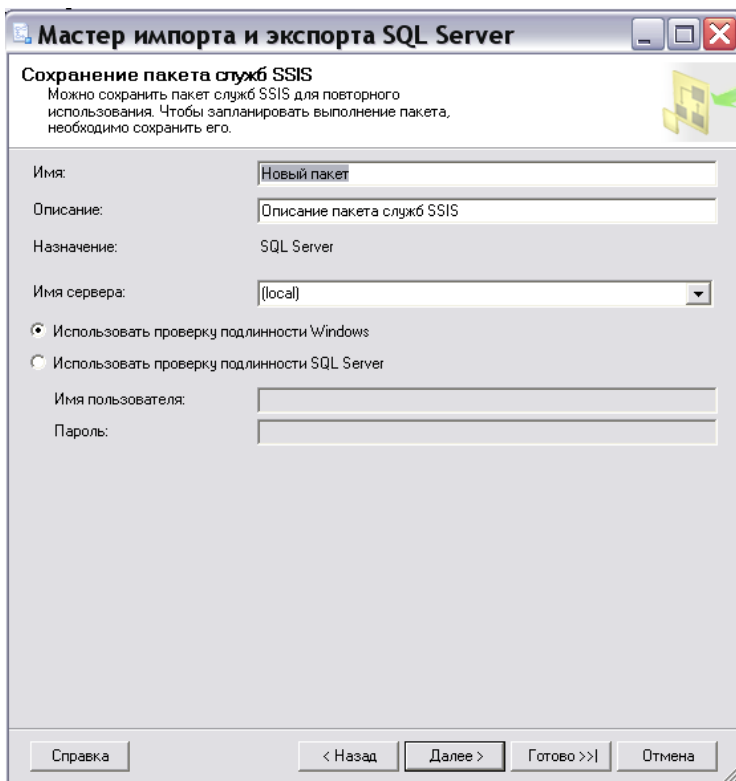 Мастер импорта и экспорта SQL Server
Сохранение пакета служб SSIS
Можно сохранить пакет служб SSIS для повторного
использования. Чтобы запланировать выполнение пакета,
необходимо сохранить его.
Имя: Новый пакет
Описание: Описание пакета служб SSIS
Назначение: SQL Server
Имя сервера: (local)
Использовать проверку подлинности Windows
Использовать проверку подлинности SQL Server
Имя пользователя:
Пароль:
Справка < Назад Далее > Готово >>| Отмена